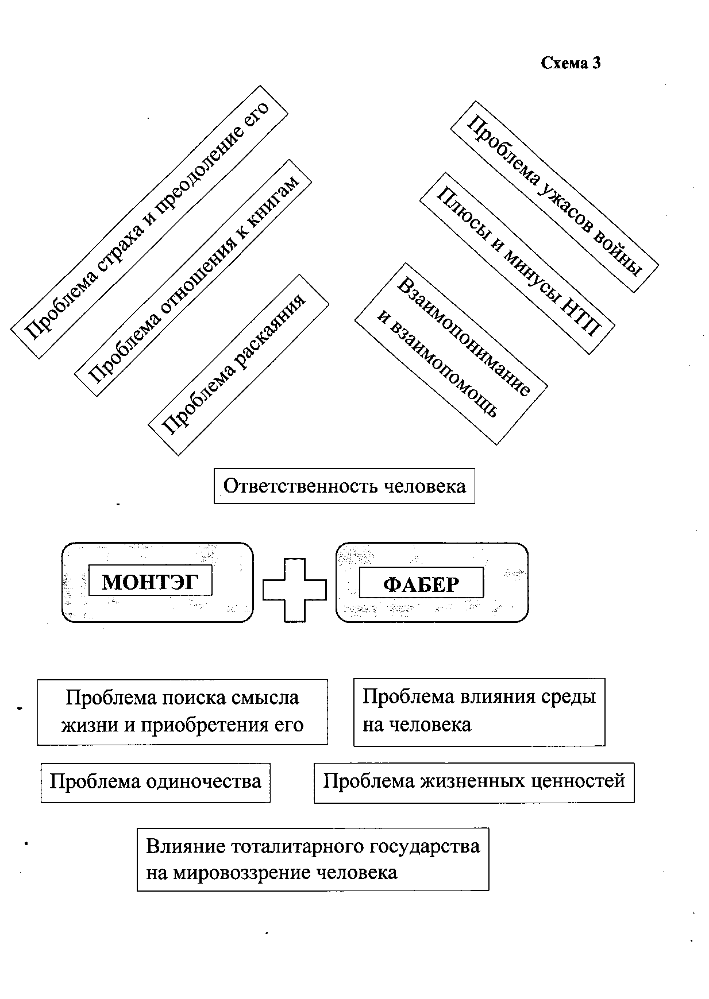 Схема 3
Проблема страха и преодоление его
Проблема отношения к книгам
Проблема раскаяния
Проблема ужасов войны
Плюсы и минусы НТП
Взаимопонимание
и взаимопомощь
Ответственность человека
МОНТЭГ
ФАБЕР
Проблема поиска смысла
жизни и приобретения его
Проблема влияния среды
на человека
Проблема одиночества
Проблема жизненных ценностей
Влияние тоталитарного государства
на мировоззрение человека